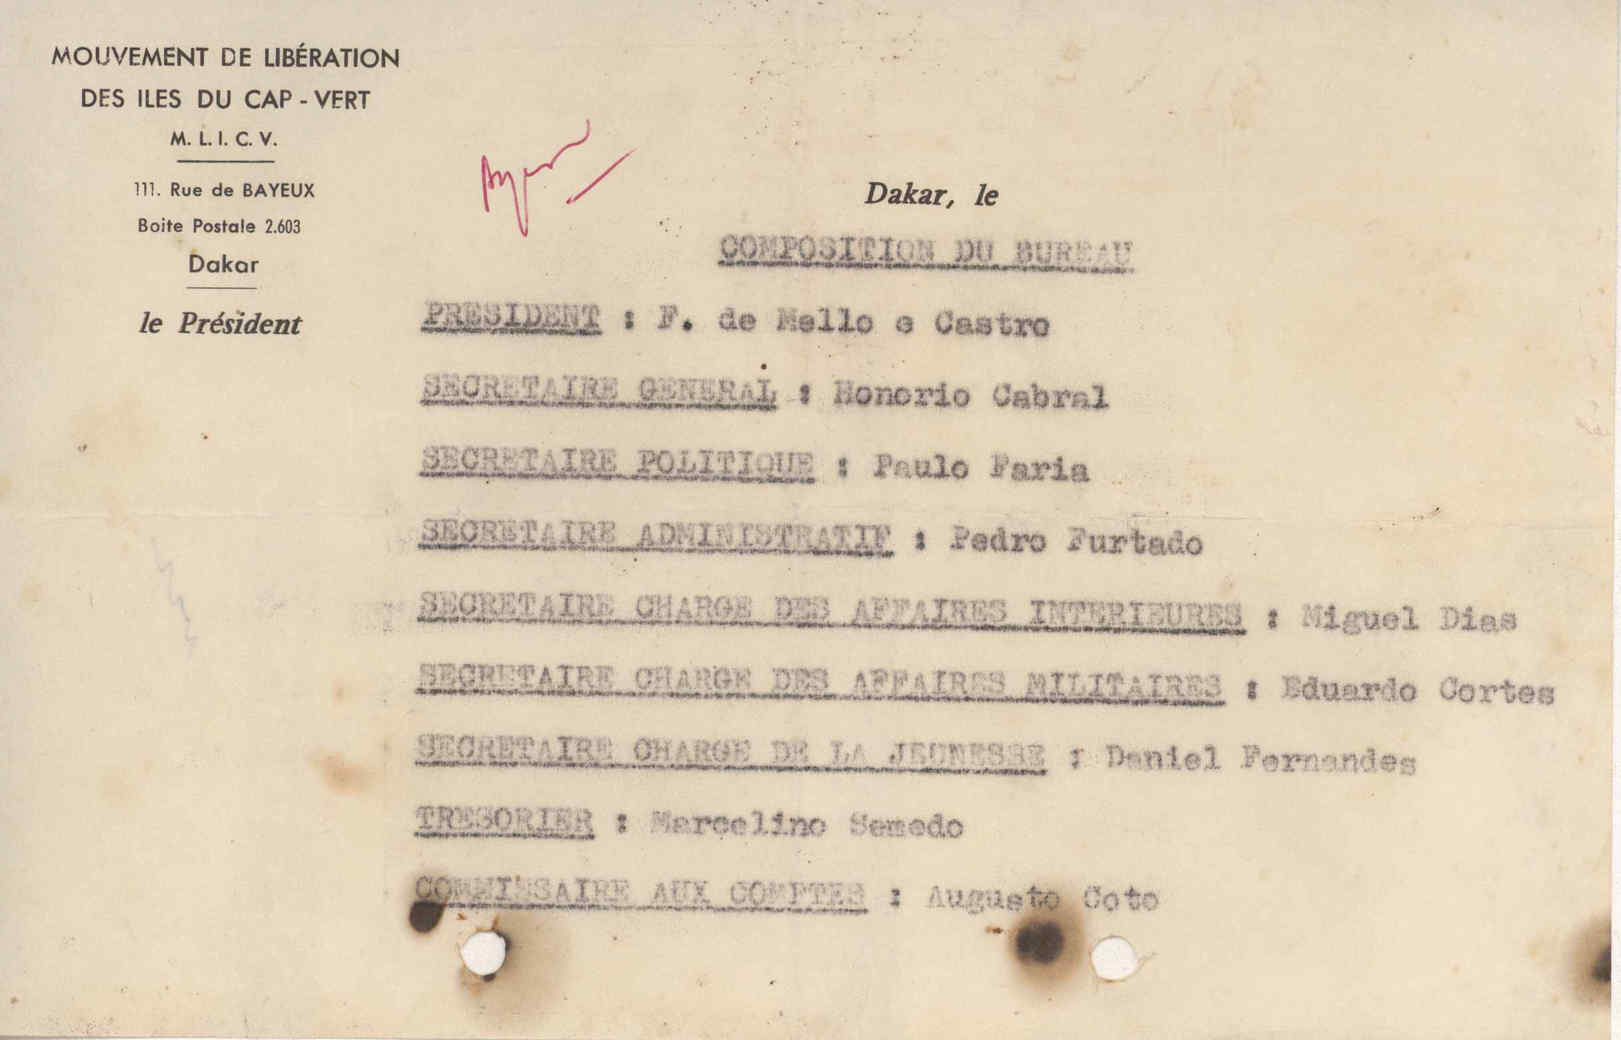 MOUVEMENT DE LIBÉRATION
DES ILES DU CAP - VERT
M. L. I. C. V.
111. Rue de BAYEUX
Boite Postale 2.603
Dakar
le Président
Dakar, le
COMPOSITION DU BUREAU
PRESIDENT : F. de Mello e Castro
SECRETAIRE GENERAL : Honorio Cabral
SECRETAIRE POLITIQUE : Paulo Faria
SECRETAIRE ADMINISTRATIF : Pedro Furtado
SECRETAIRE CHARGE DES AFFAIRES INTERIEURES : Miguel Dias
SECRETAIRE CHARGE DES AFFAIRES MILITAIRES : Eduardo Cortes
SECRETAIRE CHARGE DE LA JEUNESSE : Daniel Fernandes
TRESORIER : Marcelino Semedo
COMMISSAIRE AUX COMPTES : Augusto Coto